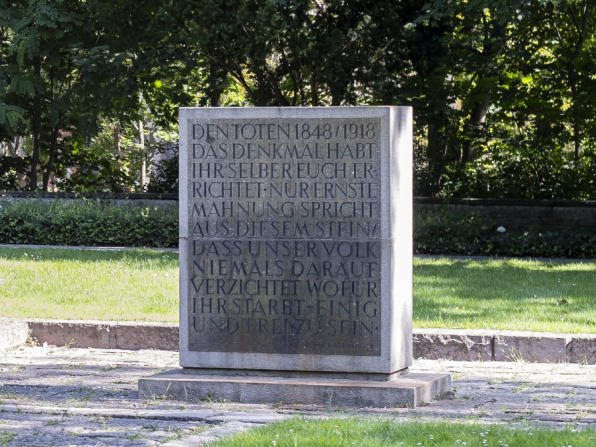 DEN TOTEN 1848/1918
DAS DENKMAL HABT
IHR SELBER EUCH ER-
RICHTET·NUR ERNSTE
MAHNUNG SPRICHT
AUS DIESEM STEIN/
DASS UNSER VOLK
NIEMALS DARAUF
VERZICHTET WOFÜR
IHR STARBT-EINIG
UND FREI ZU SEIN·